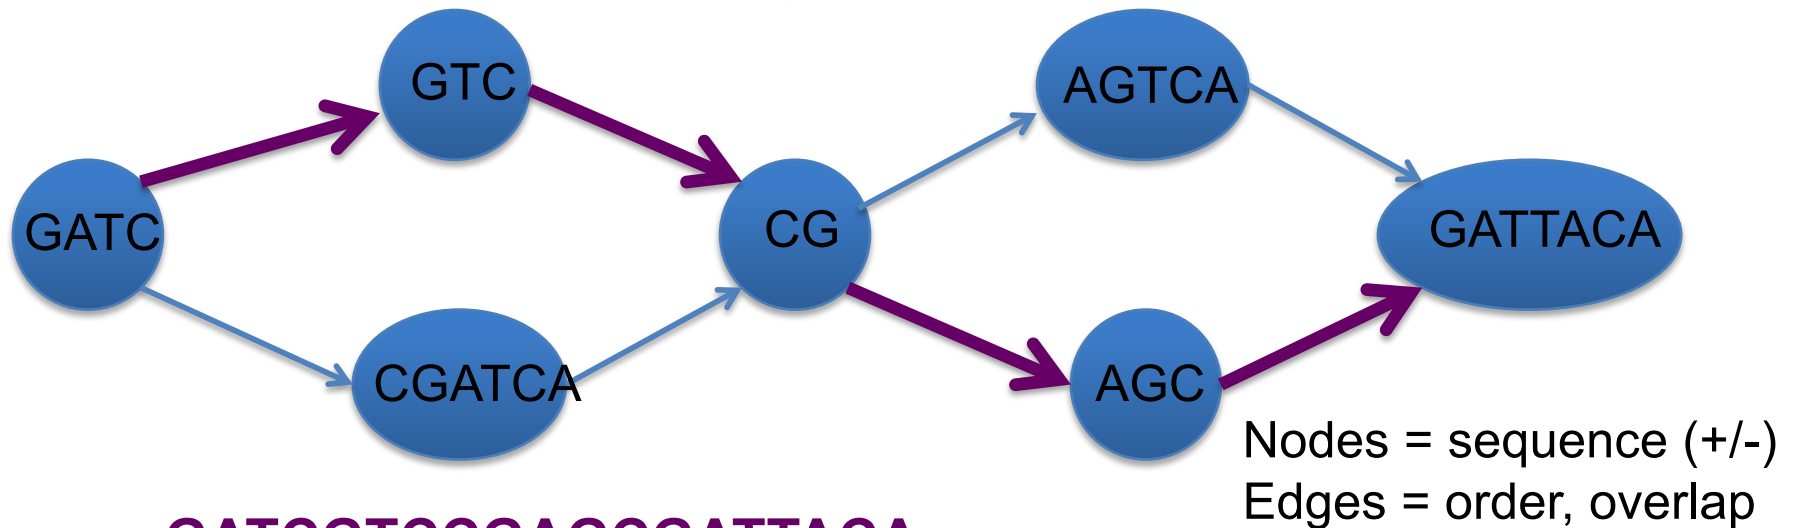 GTC
AGTCA
GATC
CG
GATTACA
CGATCA
AGC
Nodes = sequence (+/-)
Edges = order, overlap